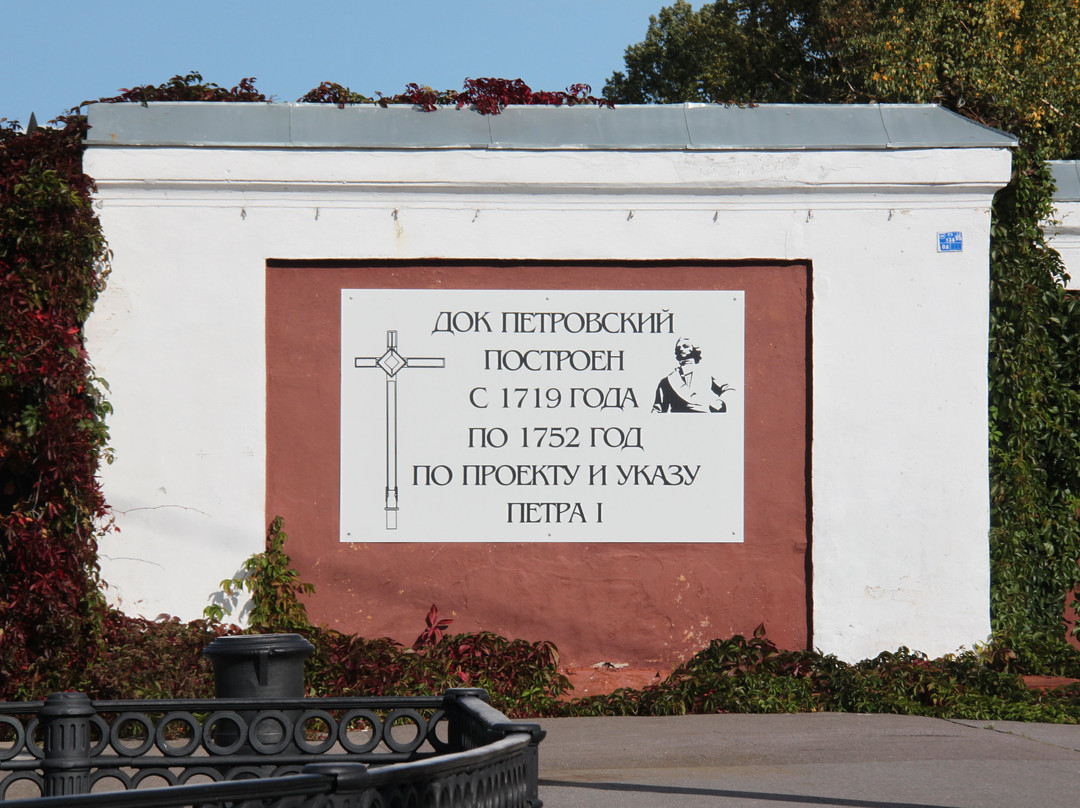 ДОК ПЕТРОВСКИЙ
ПОСТРОЕН
С 1719 ГОДА
ПО 1752 ГОД
ПО ПРОЕКТУ И УКАЗУ
ПЕТРА I